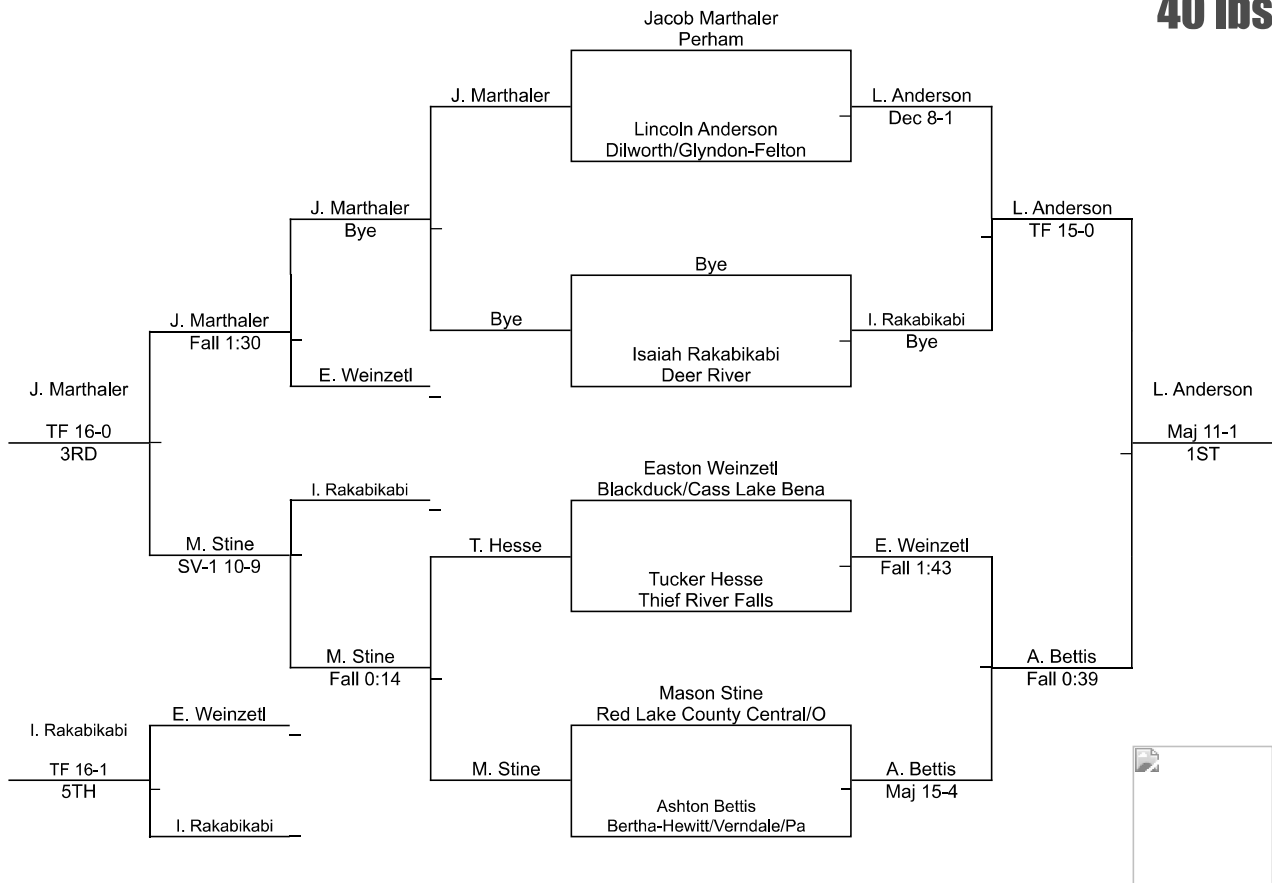 40 lbs
Jacob Marthaler
Perham
J. Marthaler
L. Anderson
Dec 8-1
Lincoln Anderson
Dilworth/Glyndon-Felton
J. Marthaler
Bye
L. Anderson
TF 15-0
Bye
J. Marthaler
Fall 1:30
Bye
I. Rakabikabi
Bye
Isaiah Rakabikabi
Deer River
E. Weinzetl
J. Marthaler
L. Anderson
TF 16-0
3RD
Maj 11-1
1ST
Easton Weinzetl
Blackduck/Cass Lake Bena
I. Rakabikabi
M. Stine
SV-1 10-9
T. Hesse
E. Weinzetl
Fall 1:43
Tucker Hesse
Thief River Falls
M. Stine
Fall 0:14
A. Bettis
Fall 0:39
Mason Stine
Red Lake County Central/O
E. Weinzetl
I. Rakabikabi
TF 16-1
5TH
M. Stine
A. Bettis
Maj 15-4
Ashton Bettis
Bertha-Hewitt/Verndale/Pa
I. Rakabikabi